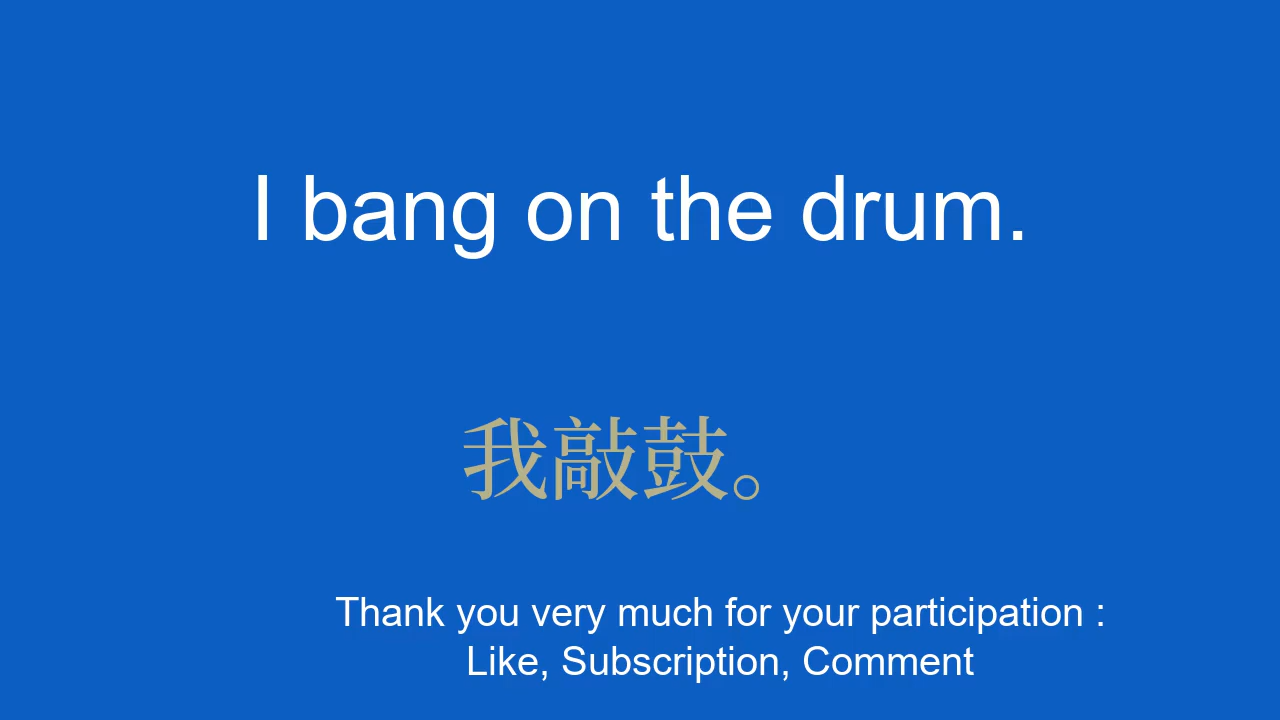 I bang on the drum.
我敲鼓。
Thank you very much for your participation :
Like, Subscription, Comment